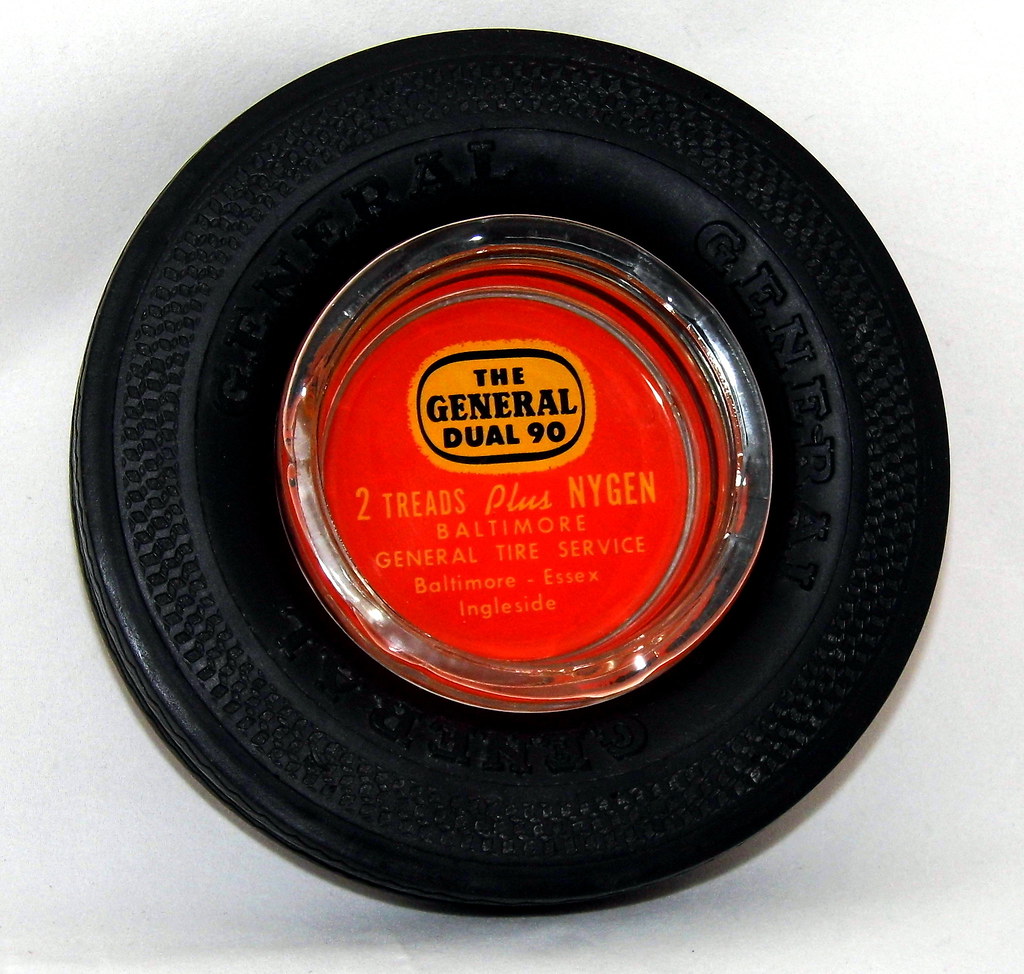 GENERAL
GENERAL
GENERAL
THE
GENERAL
DUAL 90
2 TREADS Plus NYGEN
BALTIMORE
GENERAL TIRE SERVICE
Baltimore - Essex
Ingleside